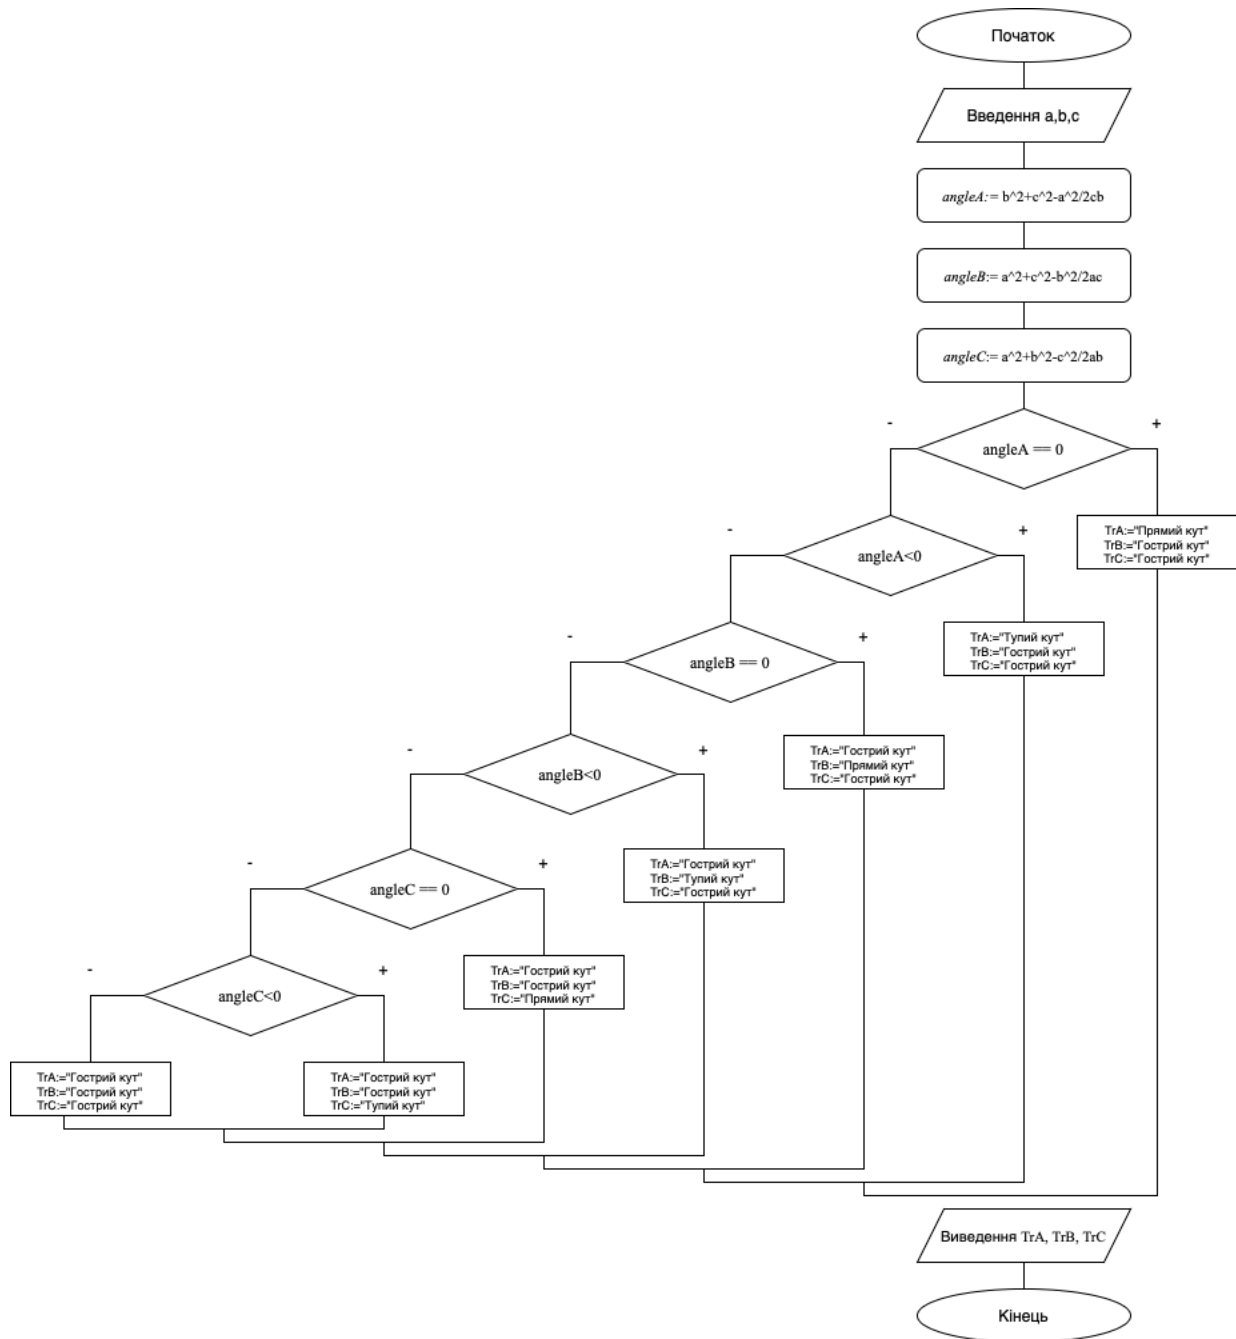 Початок
Введення a,b,c
angleA:= b^2+c^2-a^2/2cb
angleB:= a^2+c^2-b^2/2ac
angleC:= a^2+b^2-c^2/2ab
-
+
angleA == 0
-
+
angleA<0
TrA:="Прямий кут"
TrB:="Гострий кут"
TrC:="Гострий кут"
-
+
angleB == 0
TrA:="Тупий кут"
TrB:="Гострий кут"
TrC:="Гострий кут"
-
+
angleB<0
TrA:="Гострий кут"
TrB:="Прямий кут"
TrC:="Гострий кут"
-
+
angleC == 0
TrA:="Гострий кут"
TrB:="Тупий кут"
TrC:="Гострий кут"
-
+
angleC<0
TrA:="Гострий кут"
TrB:="Гострий кут"
TrC:="Прямий кут"
TrA:="Гострий кут"
TrB:="Гострий кут"
TrC:="Гострий кут"
TrA:="Гострий кут"
TrB:="Гострий кут"
TrC:="Тупий кут"
Виведення TrA, TrB, TrC
Кінець